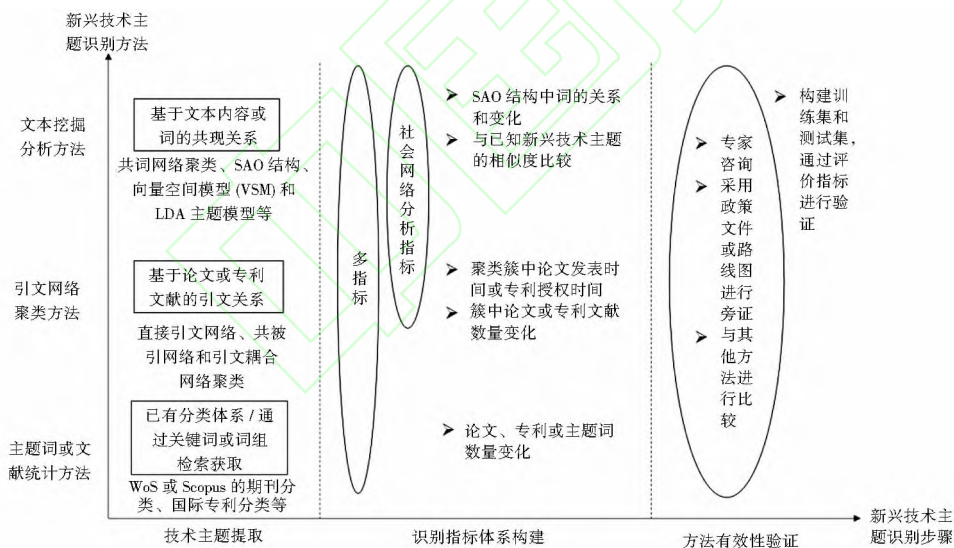 新兴技术主
题识别方法
文本挖掘
分析方法
基于文本内容或
词的共现关系
共词网络聚类、SAO 结构、
向量空间模型 (VSM) 和
LDA 主题模型等
引文网络
聚类方法
基于论文或专利
文献的引文关系
直接引文网络、共被
引网络和引文耦合
网络聚类
主题词或文
献统计方法
已有分类体系 / 通
过关键词或词组
检索获取
WoS 或 Scopus 的期刊分
类、国际专利分类等
多指标
社会网络分析指标
➤ SAO 结构中词的关系
和变化
➤ 与已知新兴技术主题
的相似度比较
➤ 聚类簇中论文发表时
间或专利授权时间
➤ 簇中论文或专利文献
数量变化
➤ 论文、专利或主题词
数量变化
➤ 专家
咨询
➤ 采用
政策
文件
或路
线图
进行
旁证
➤ 与其
他方
法进
行比
较
➤ 构建训
练集和
测试集,
通过评
价指标
进行验
证
技术主题提取
识别指标体系构建
方法有效性验证
新兴技术主
题识别步骤